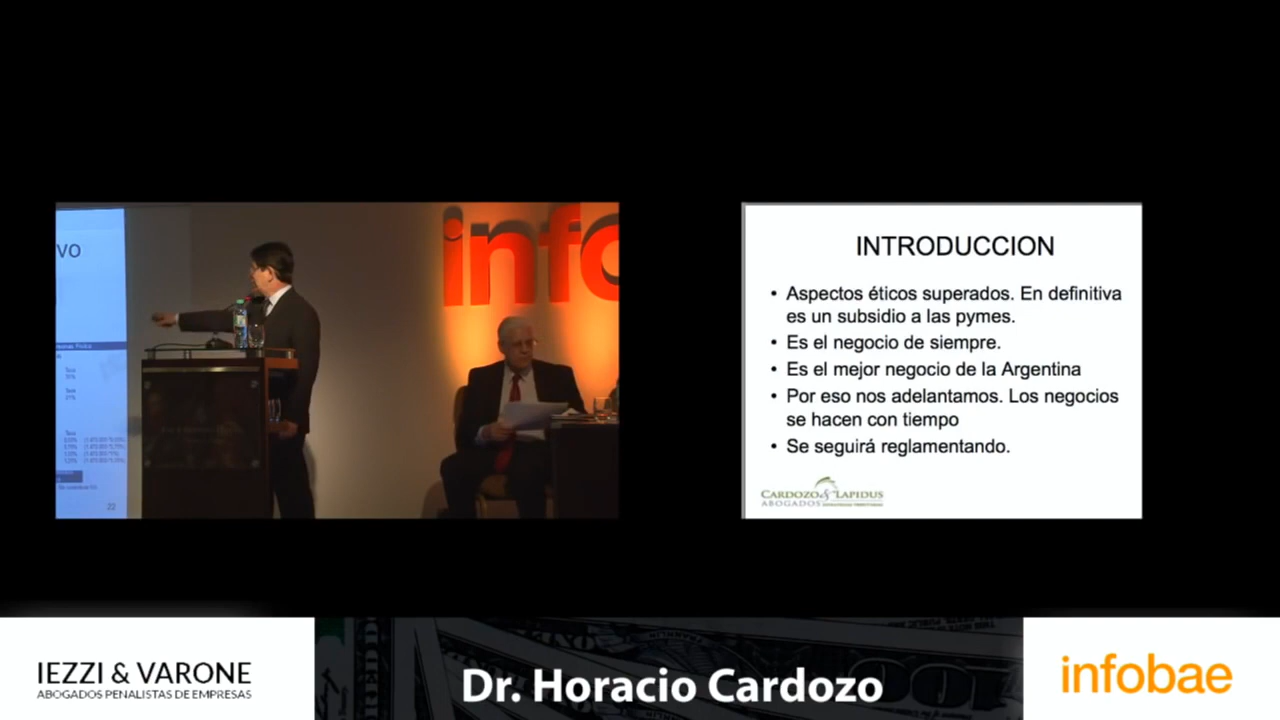 VO
info
22
INTRODUCCION
• Aspectos éticos superados. En definitiva
es un subsidio a las pymes.
• Es el negocio de siempre.
• Es el mejor negocio de la Argentina
• Por eso nos adelantamos. Los negocios
se hacen con tiempo
• Se seguirá reglamentando.
CARDOZO & LAPIDUS
ABOGADOS
IEZZI & VARONE
ABOGADOS PENALISTAS DE EMPRESAS
Dr. Horacio Cardozo
infobae